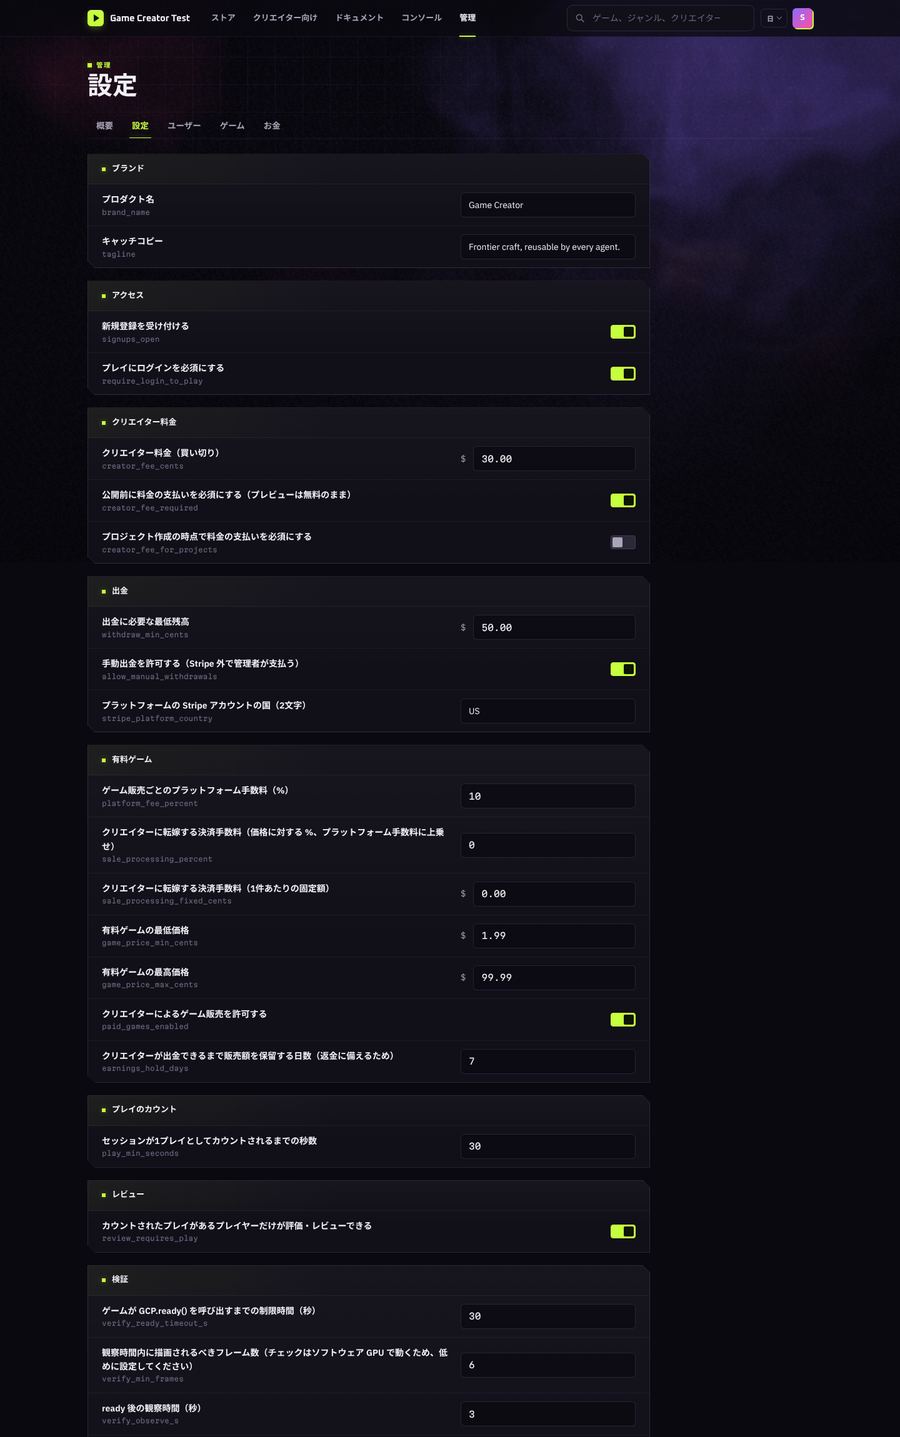 Game Creator Test
ストア
クリエイター向け
ドキュメント
コンソール
管理
ゲーム、ジャンル、クリエイター
日
S
管理
設定
概要
設定
ユーザー
ゲーム
お金
ブランド
プロダクト名
brand_name
Game Creator
キャッチコピー
tagline
Frontier craft, reusable by every agent.
アクセス
新規登録を受け付ける
signups_open
プレイにログインを必須にする
require_login_to_play
クリエイター料金
クリエイター料金（買い切り）
creator_fee_cents
$ 30.00
公開前に料金の支払いを必須にする（プレビューは無料のまま）
creator_fee_required
プロジェクト作成の時点で料金の支払いを必須にする
creator_fee_for_projects
出金
出金に必要な最低残高
withdraw_min_cents
$ 50.00
手動出金を許可する（Stripe 外で管理者が支払う）
allow_manual_withdrawals
プラットフォームの Stripe アカウントの国（2文字）
stripe_platform_country
US
有料ゲーム
ゲーム販売ごとのプラットフォーム手数料（%）
platform_fee_percent
10
クリエイターに転嫁する決済手数料（価格に対する %、プラットフォーム手数料に上乗
せ）
sale_processing_percent
0
クリエイターに転嫁する決済手数料（1件あたりの固定額）
sale_processing_fixed_cents
$ 0.00
有料ゲームの最低価格
game_price_min_cents
$ 1.99
有料ゲームの最高価格
game_price_max_cents
$ 99.99
クリエイターによるゲーム販売を許可する
paid_games_enabled
クリエイターが出金できるまで販売額を保留する日数（返金に備えるため）
earnings_hold_days
7
プレイのカウント
セッションが1プレイとしてカウントされるまでの秒数
play_min_seconds
30
レビュー
カウントされたプレイがあるプレイヤーだけが評価・レビューできる
review_requires_play
検証
ゲームが GCP.ready() を呼び出すまでの制限時間（秒）
verify_ready_timeout_s
30
観察時間内に描画されるべきフレーム数（チェックはソフトウェア GPU で動くため、低
めに設定してください）
verify_min_frames
6
ready 後の観察時間（秒）
verify_observe_s
3